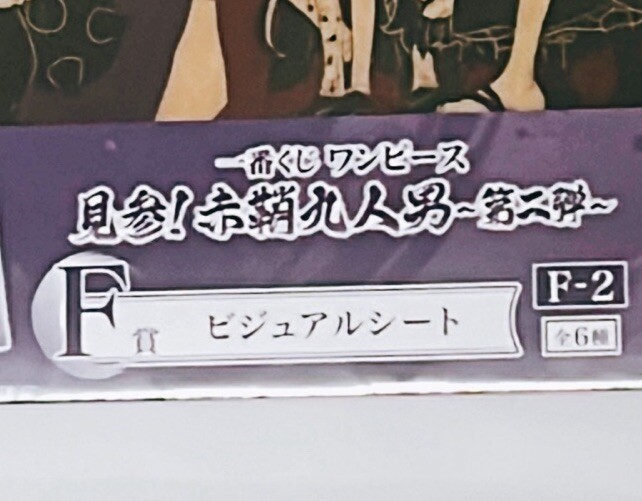 一番くじ ワンピース
見参!赤鞘九人男~第二弾~
F賞 ビジュアルシート
F-2
全6種